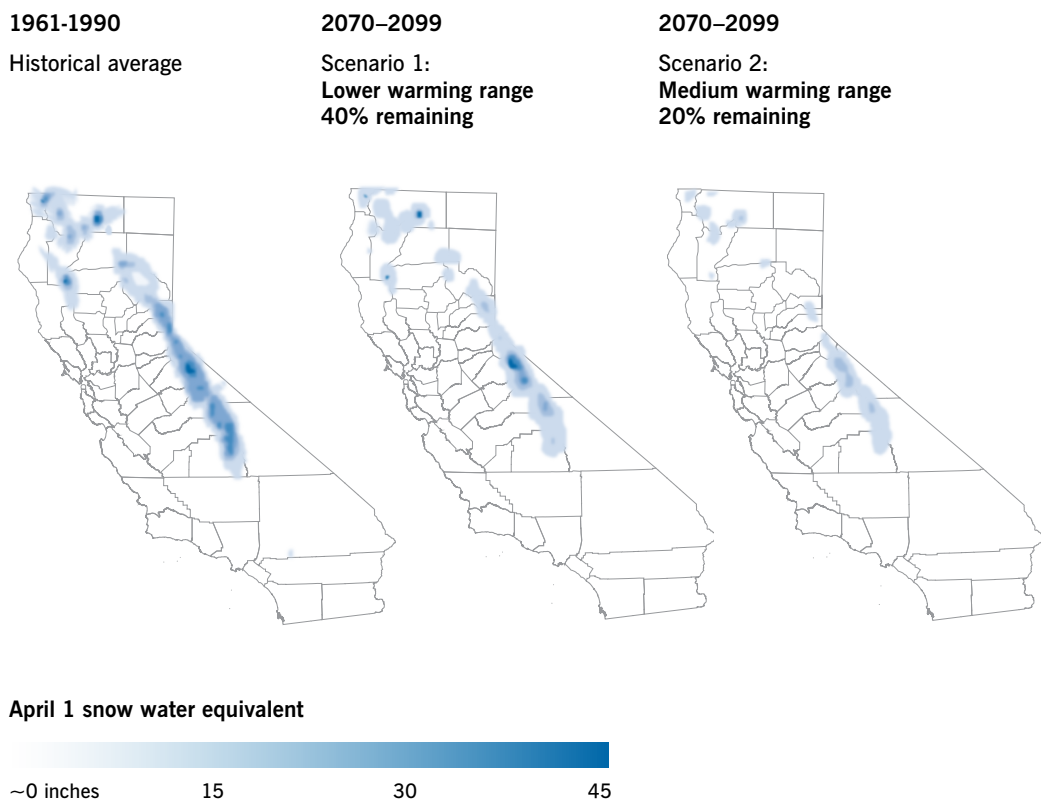 1961-1990
Historical average
2070–2099
Scenario 1:
Lower warming range
40% remaining
2070–2099
Scenario 2:
Medium warming range
20% remaining
April 1 snow water equivalent
~0 inches 15 30 45